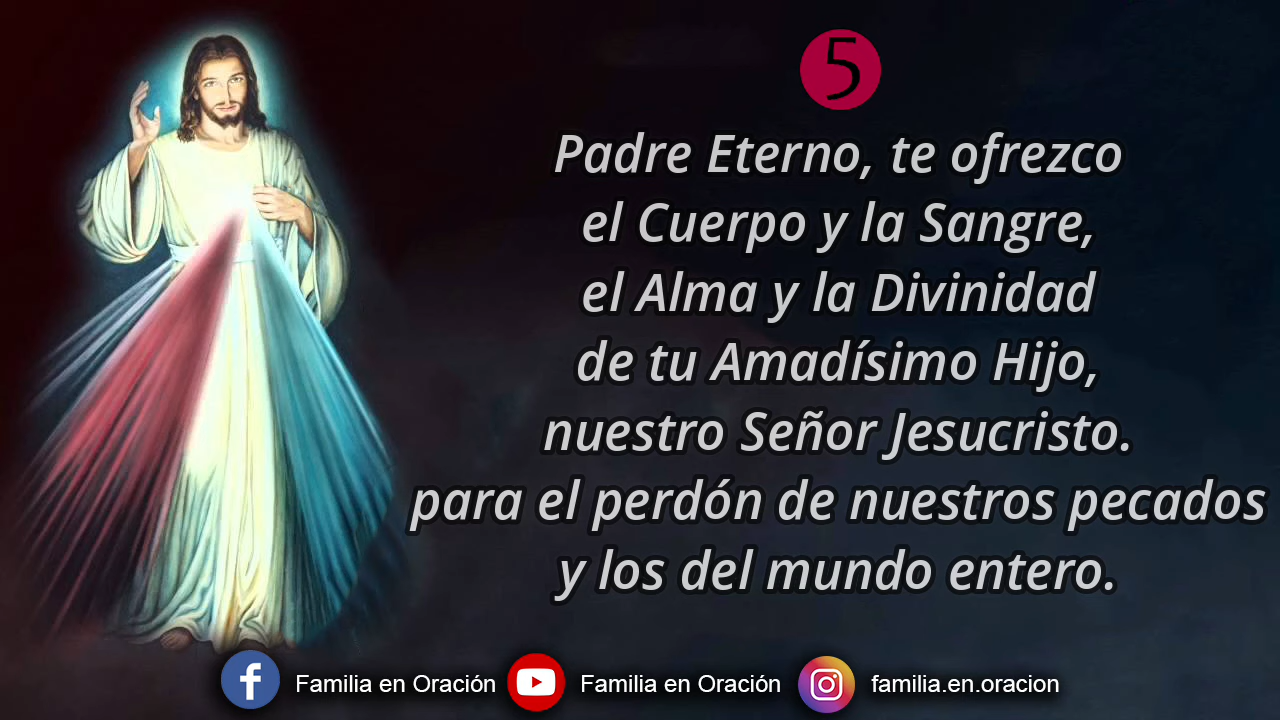 5
Padre Eterno, te ofrezco
el Cuerpo y la Sangre,
el Alma y la Divinidad
de tu Amadísimo Hijo,
nuestro Señor Jesucristo.
para el perdón de nuestros pecados
y los del mundo entero.
Familia en Oración Familia en Oración familia.en.oracion